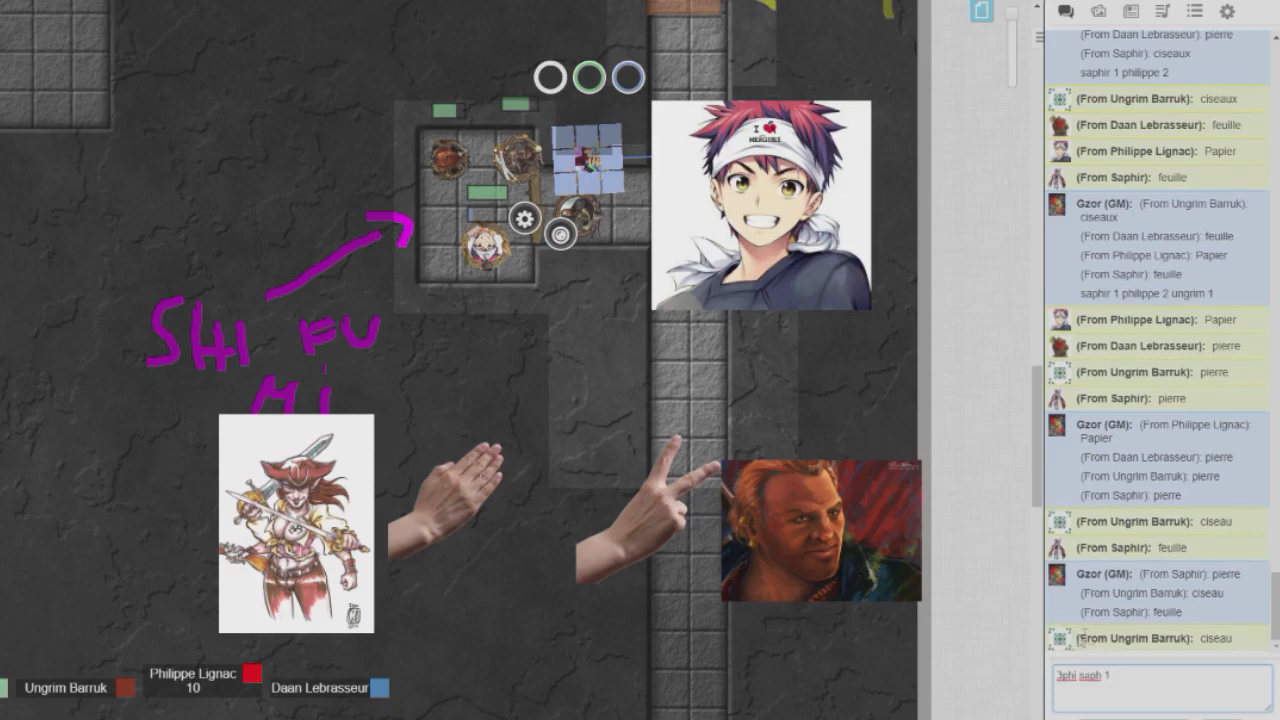 (From Daan Lebrasseur): pierre
(From Saphir): ciseaux
saphir 1 philippe 2
(From Ungrim Barruk): ciseaux
(From Daan Lebrasseur): feuille
(From Philippe Lignac): Papier
(From Saphir): feuille
Gzor (GM): (From Ungrim Barruk):
ciseaux
(From Daan Lebrasseur): feuille
(From Philippe Lignac): Papier
(From Saphir): feuille
saphir 1 philippe 2 ungrim 1
(From Philippe Lignac): Papier
(From Daan Lebrasseur): pierre
(From Ungrim Barruk): pierre
(From Saphir): pierre
Gzor (GM): (From Philippe Lignac):
Papier
(From Daan Lebrasseur): pierre
(From Ungrim Barruk): pierre
(From Saphir): pierre
(From Ungrim Barruk): ciseau
(From Saphir): feuille
Gzor (GM): (From Saphir): pierre
(From Ungrim Barruk): ciseau
(From Saphir): feuille
(From Ungrim Barruk): ciseau
3phi saph 1
SHI FU
Mi
I
Ungrim Barruk
Philippe Lignac
10
Daan Lebrasseur